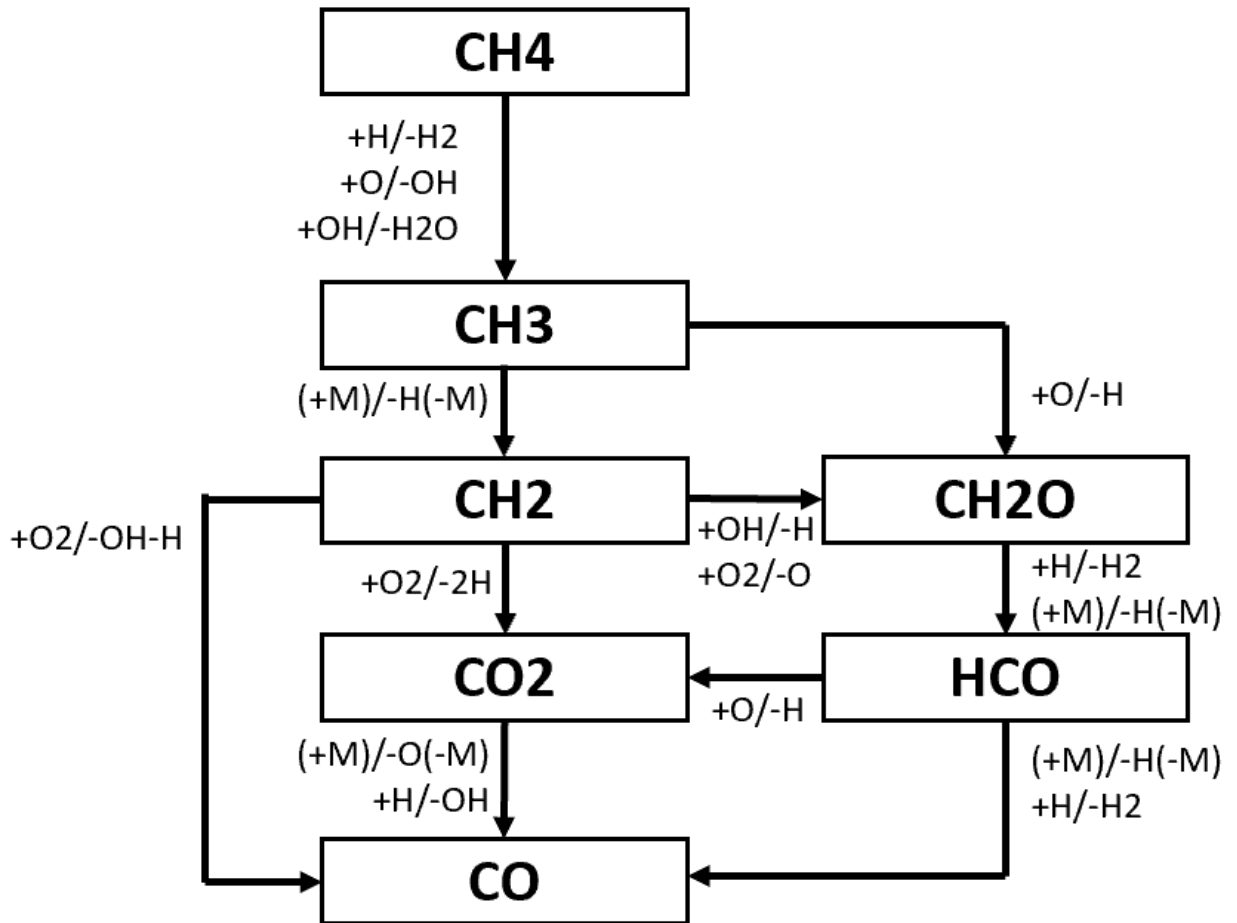 CH4
+H/-H2
+O/-OH
+OH/-H2O
CH3
(+M)/-H(-M)
+O/-H
CH2
CH2O
+O2/-OH-H
+OH/-H
+O2/-O
+O2/-2H
+H/-H2
(+M)/-H(-M)
CO2
HCO
+O/-H
(+M)/-O(-M)
+H/-OH
(+M)/-H(-M)
+H/-H2
CO